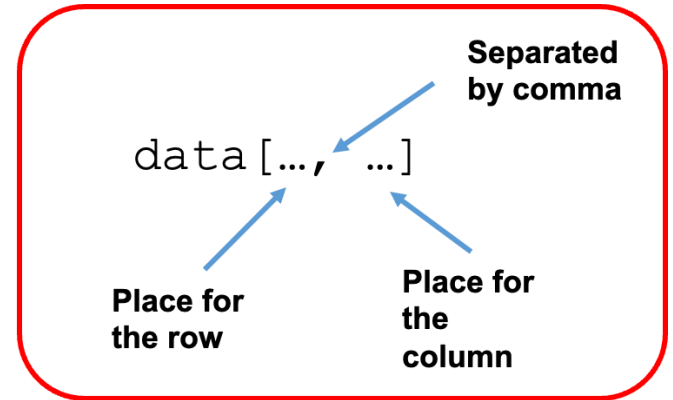 Separated
by comma
data[…, …]
Place for
the row
Place for
the
column